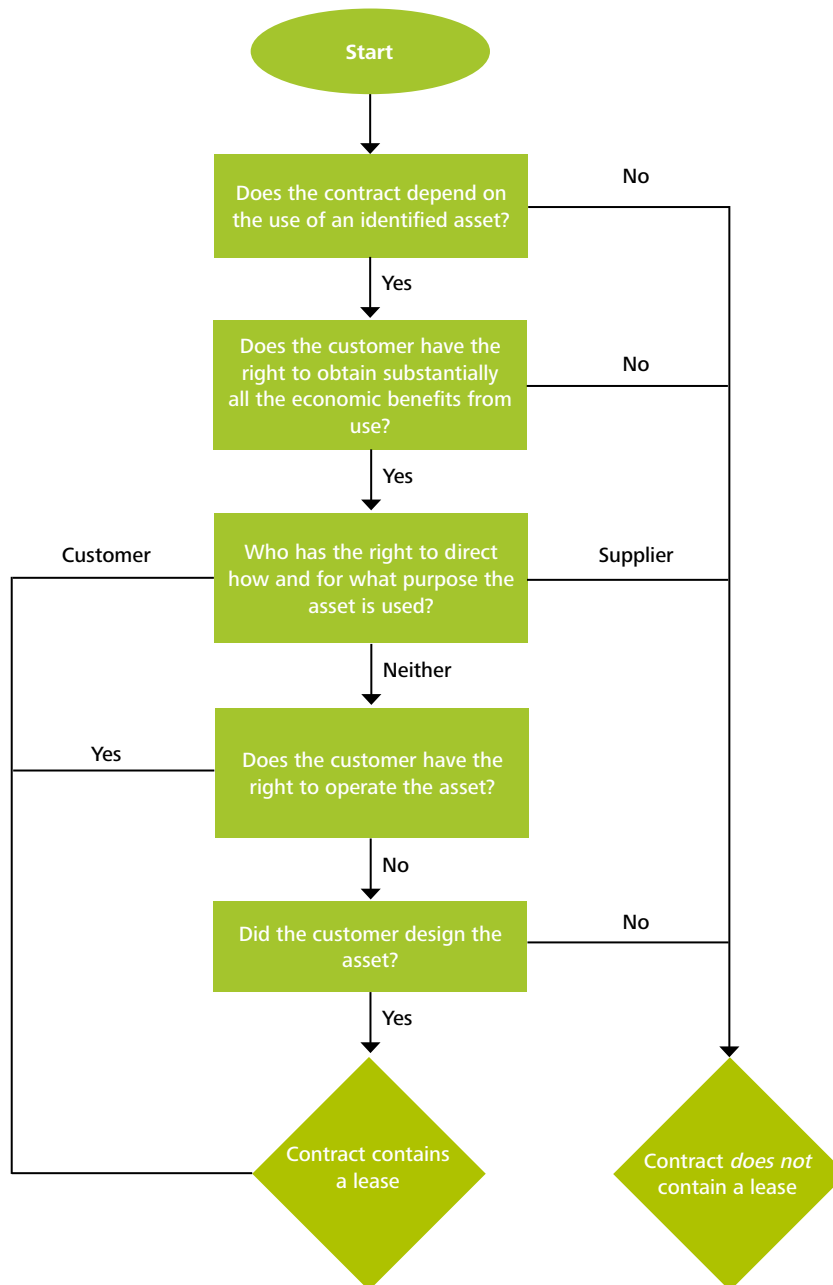 Start
Does the contract depend on
the use of an identified asset?
No
Yes
Does the customer have the
right to obtain substantially
all the economic benefits from
use?
No
Yes
Customer
Who has the right to direct
how and for what purpose the
asset is used?
Supplier
Neither
Yes
Does the customer have the
right to operate the asset?
No
Did the customer design the
asset?
No
Yes
Contract contains
a lease
Contract does not
contain a lease